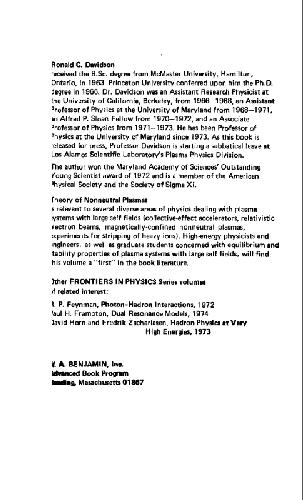 Ronald C. Davidson
received the B.Sc. degree from McMaster University, Hamilton,
Ontario, in 1963. Princeton University conferred upon him the Ph.D.
degree in 1966. Dr. Davidson was an Assistant Research Physicist at
the University of California, Berkeley, from 1966–1968, an Assistant
Professor of Physics at the University of Maryland from 1968–1971,
an Alfred P. Sloan Fellow from 1970–1972, and an Associate
Professor of Physics from 1971–1973. He has been Professor of
Physics at the University of Maryland since 1973. As this book is
released for press, Professor Davidson is starting a sabbatical leave at
Los Alamos Scientific Laboratory's Plasma Physics Division.
The author won the Maryland Academy of Sciences' Outstanding
Young Scientist award of 1972 and is a member of the American
Physical Society and the Society of Sigma Xi.
Theory of Nonneutral Plasmas
is relevant to several diverse areas of physics dealing with plasma
systems with large self fields (collective-effect accelerators, relativistic
electron beams, magnetically-confined nonneutral plasmas,
experiments for stripping of heavy ions). High-energy physicists and
engineers, as well as graduate students concerned with equilibrium and
stability properties of plasma systems with large self fields, will find
this volume a "first" in the book literature.
Other FRONTIERS IN PHYSICS Series volumes
of related interest:
R. P. Feynman, Photon-Hadron Interactions, 1972
Paul H. Frampton, Dual Resonance Models, 1974
David Horn and Fredrik Zachariasen, Hadron Physics at Very
High Energies, 1973
W. A. BENJAMIN, Inc.
Advanced Book Program
Reading, Massachusetts 01867